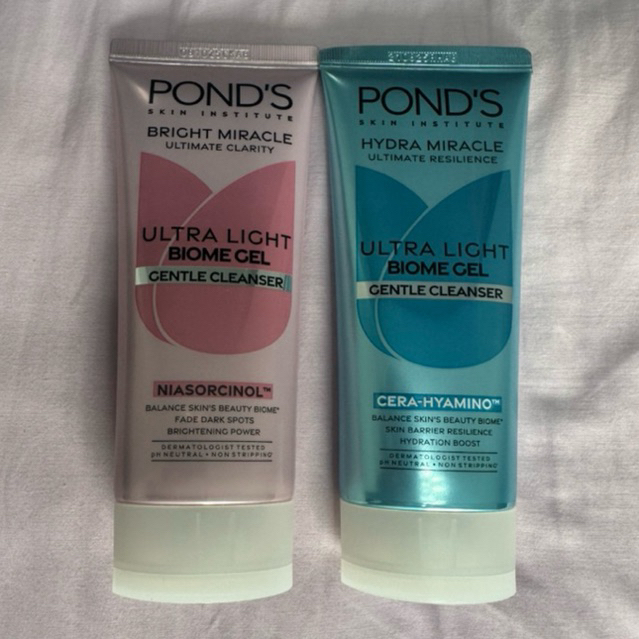 POND'S
SKIN INSTITUTE
BRIGHT MIRACLE
ULTIMATE CLARITY
ULTRA LIGHT
BIOME GEL
GENTLE CLEANSER
NIASORCINOL™
BALANCE SKIN'S BEAUTY BIOME*
FADE DARK SPOTS
BRIGHTENING POWER
DERMATOLOGIST TESTED
pH NEUTRAL • NON STRIPPING*
POND'S
SKIN INSTITUTE
HYDRA MIRACLE
ULTIMATE RESILIENCE
ULTRA LIGHT
BIOME GEL
GENTLE CLEANSER
CERA-HYAMINO™
BALANCE SKIN'S BEAUTY BIOME*
SKIN BARRIER RESILIENCE
HYDRATION BOOST
DERMATOLOGIST TESTED
pH NEUTRAL • NON STRIPPING*